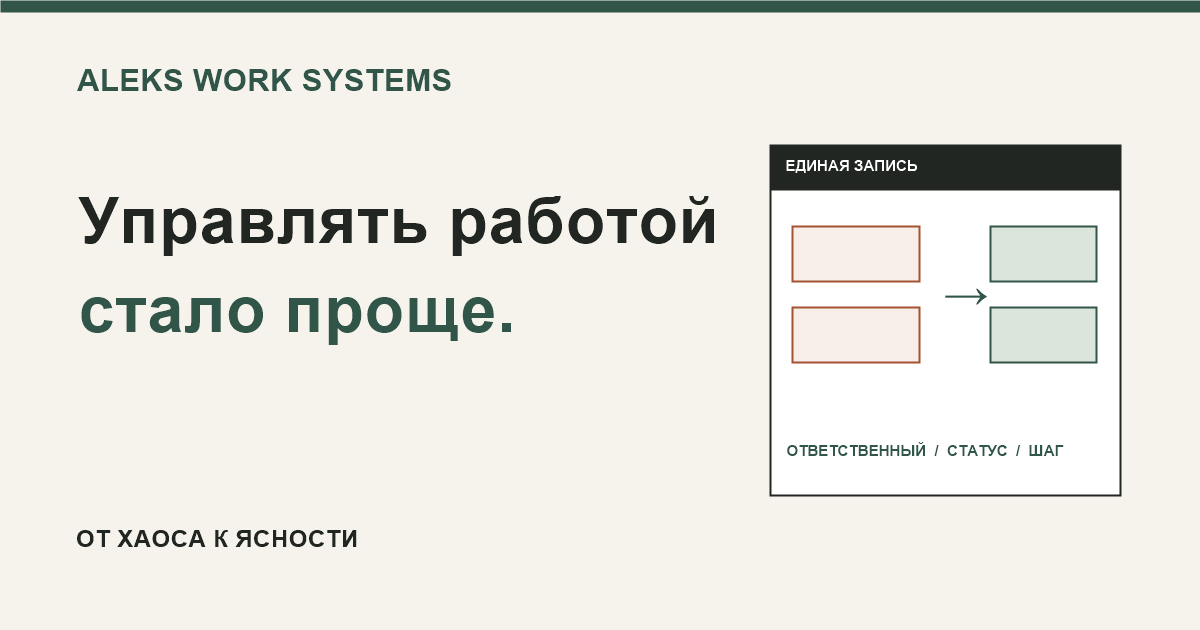 ALEKS WORK SYSTEMS
Управлять работой
стало проще.
ЕДИНАЯ ЗАПИСЬ
ОТВЕТСТВЕННЫЙ / СТАТУС / ШАГ
ОТ ХАОСА К ЯСНОСТИ